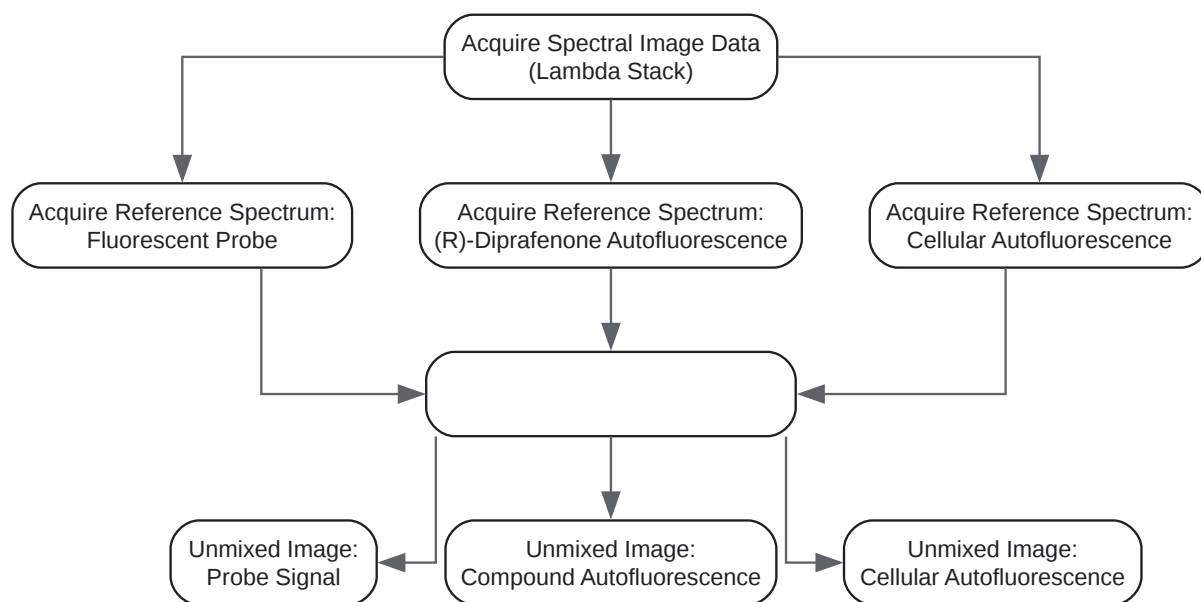 Acquire Spectral Image Data
(Lambda Stack)
Acquire Reference Spectrum:
Fluorescent Probe
Acquire Reference Spectrum:
(R)-Diprafenone Autofluorescence
Acquire Reference Spectrum:
Cellular Autofluorescence
Unmixed Image:
Probe Signal
Unmixed Image:
Compound Autofluorescence
Unmixed Image:
Cellular Autofluorescence